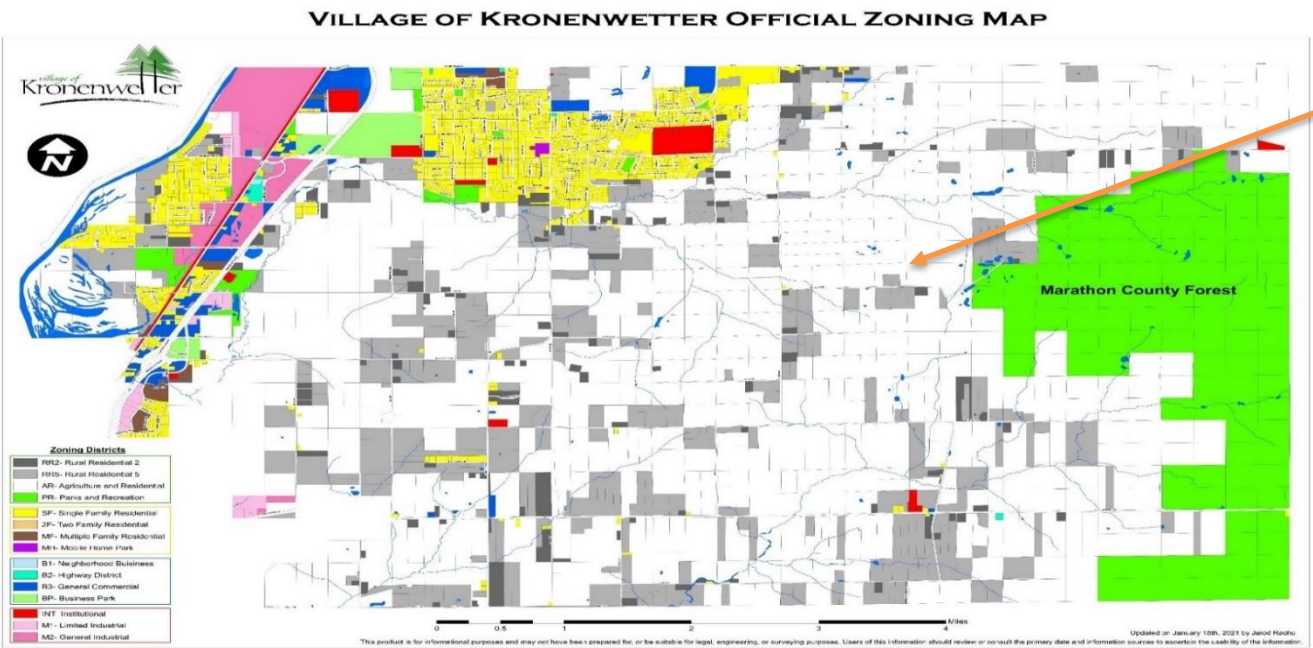 VILLAGE OF KRONENWETTER OFFICIAL ZONING MAP
village of
Kronenwetter
N
Marathon County Forest
Zoning Districts
RR2- Rural Residential 2
RR5- Rural Residential 5
AR- Agriculture and Residential
PR- Parks and Recreation
SF- Single Family Residential
2F- Two Family Residential
MF- Multiple Family Residential
MH- Mobile Home Park
B1- Neighborhood Buisiness
B2- Highway District
B3- General Commercial
BP- Business Park
INT Institutional
M1- Limited Industrial
M2- General Industrial
0 0.5 1 2 3 4 Miles
Updated on January 18th, 2021 by Jarod
This product is for informational purposes and may not have been prepared for, or be suitable for legal, engineering, or surveying purposes. Users of this information should review or consult the primary data and information sources to ascertain the usability of the information.